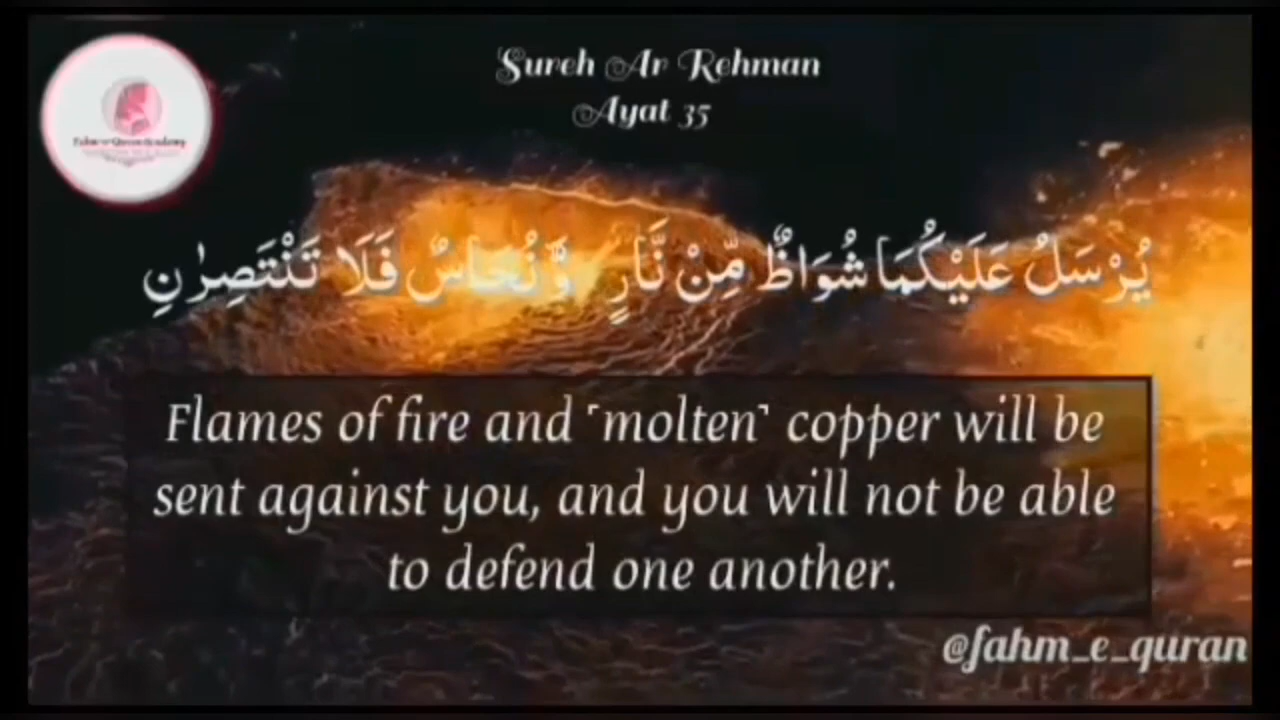 Sureh Ar Rehman
Ayat 35
يُرْسَلُ عَلَيْكُمَا شُوَاظٌ مِّنْ نَّارٍ وَّنُحَاسٌ فَلَا تَنْتَصِرٰنِ
Flames of fire and ⸢molten⸣ copper will be
sent against you, and you will not be able
to defend one another.
@fahm_e_quran